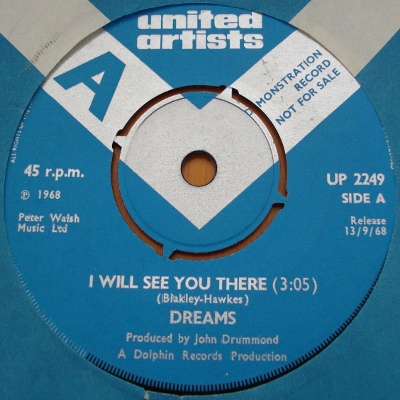 united
artists
A
DEMONSTRATION
RECORD
NOT FOR SALE
45 r.p.m.
℗ 1968
Peter Walsh
Music Ltd
UP 2249
SIDE A
Release
13/9/68
I WILL SEE YOU THERE (3:05)
(Blakley-Hawkes)
DREAMS
Produced by John Drummond
A Dolphin Records Production